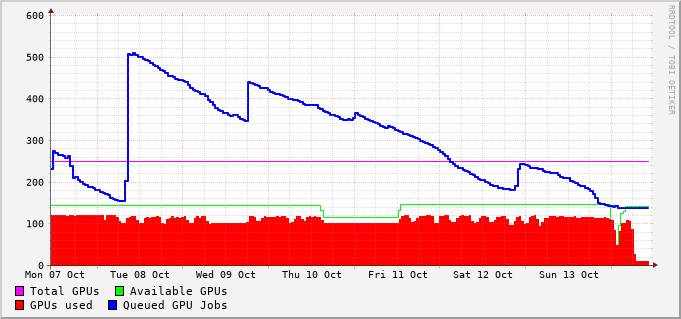 600
500
400
300
200
100
0
Mon 07 Oct Tue 08 Oct Wed 09 Oct Thu 10 Oct Fri 11 Oct Sat 12 Oct Sun 13 Oct
Total GPUs Available GPUs
GPUs used Queued GPU Jobs
RRDTOOL / TOBI OETIKER